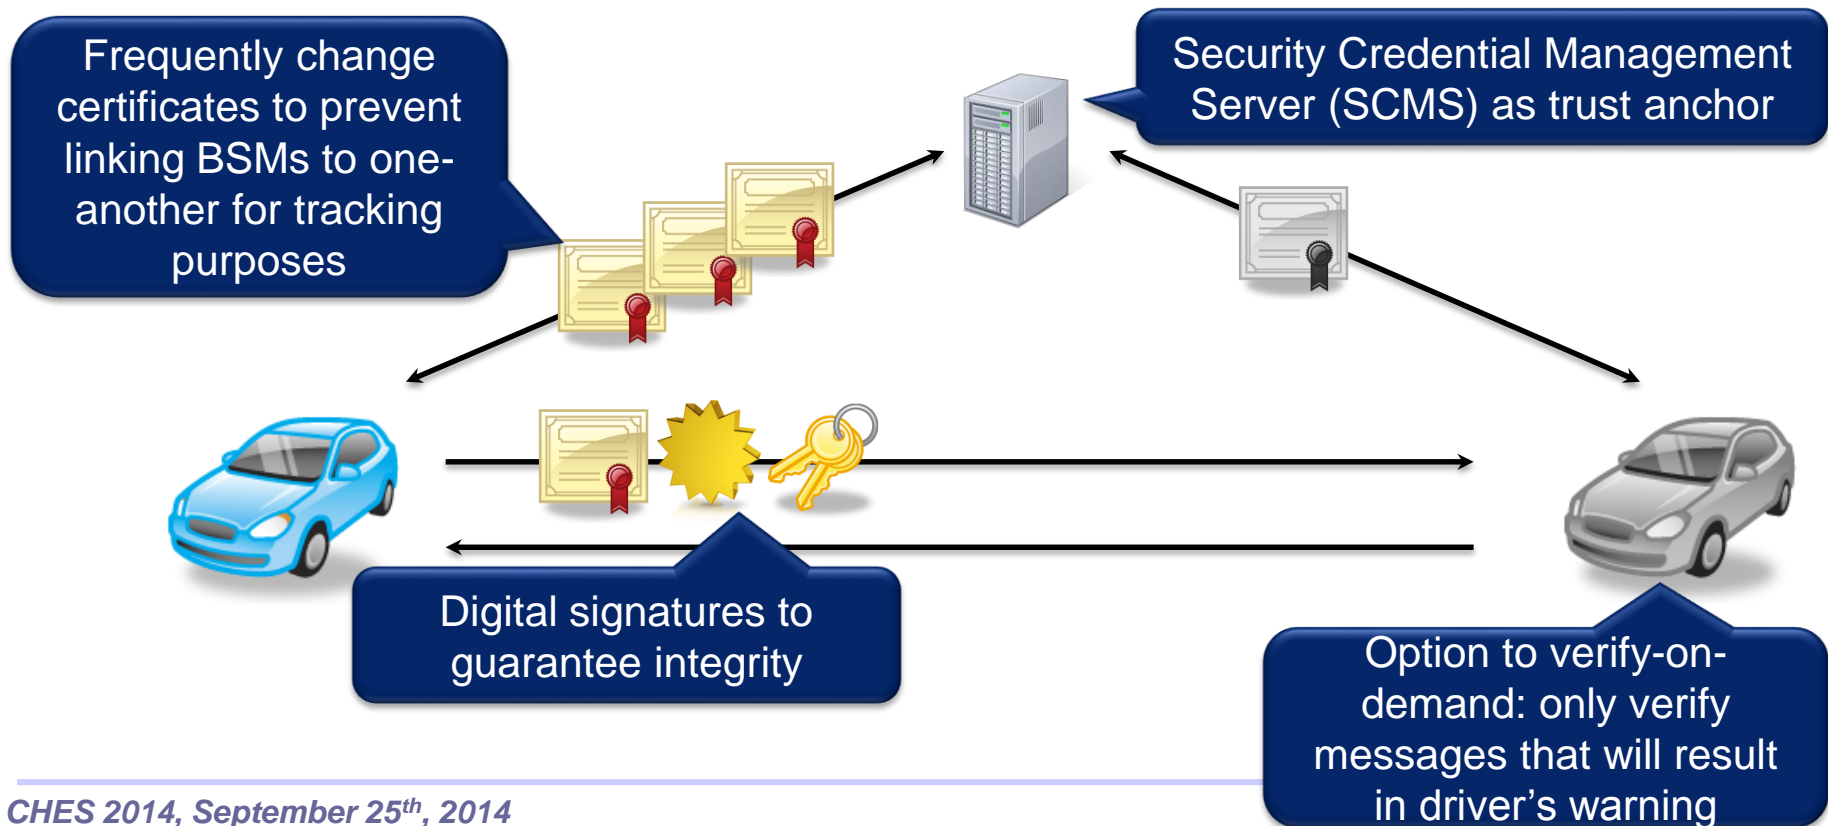 Frequently change
certificates to prevent
linking BSMs to one-
another for tracking
purposes
Security Credential Management
Server (SCMS) as trust anchor
Digital signatures to
guarantee integrity
Option to verify-on-
demand: only verify
messages that will result
in driver's warning
CHES 2014, September 25th, 2014